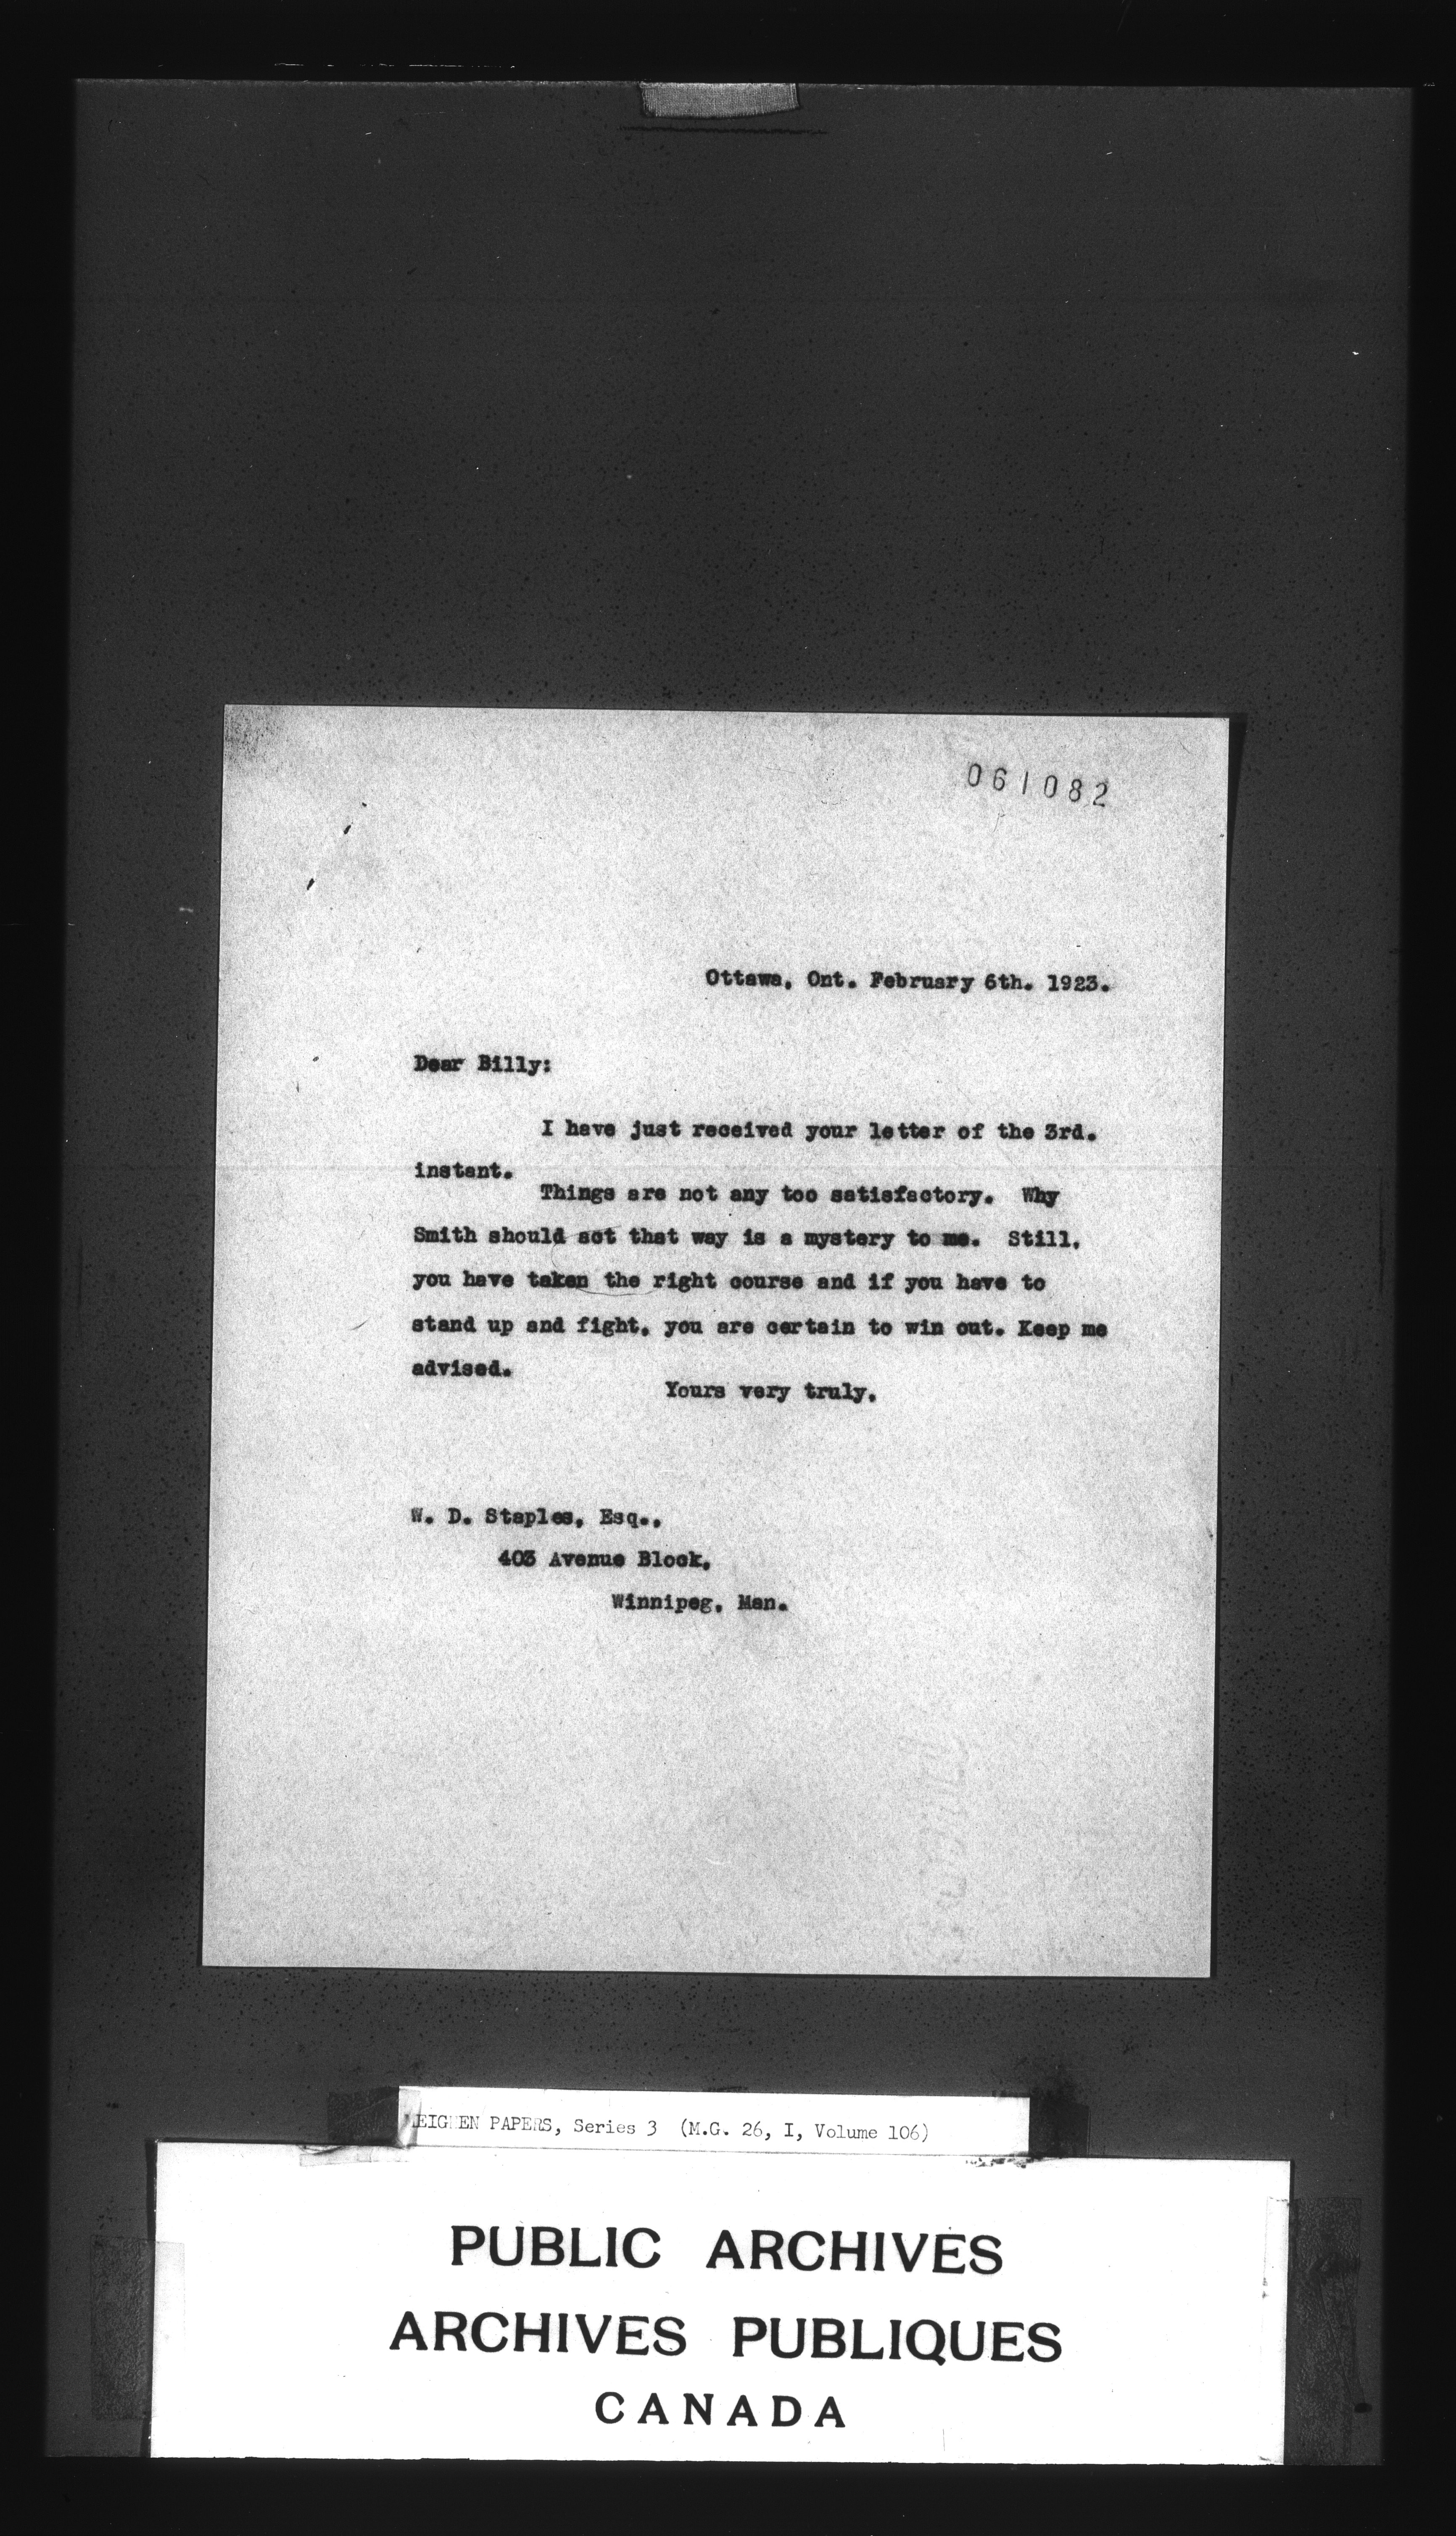 061082
Ottawa, Ont. February 6th. 1923.
Dear Billy:
I have just received your letter of the 3rd.
instant.
Things are not any too satisfactory. Why
Smith should act that way is a mystery to me. Still,
you have taken the right course and if you have to
stand up and fight, you are certain to win out. Keep me
advised.
Yours very truly,
W. D. Staples, Esq.,
403 Avenue Block,
Winnipeg, Man.
MEIGHEN PAPERS, Series 3 (M.G. 26, I, Volume 106)
PUBLIC ARCHIVES
ARCHIVES PUBLIQUES
CANADA